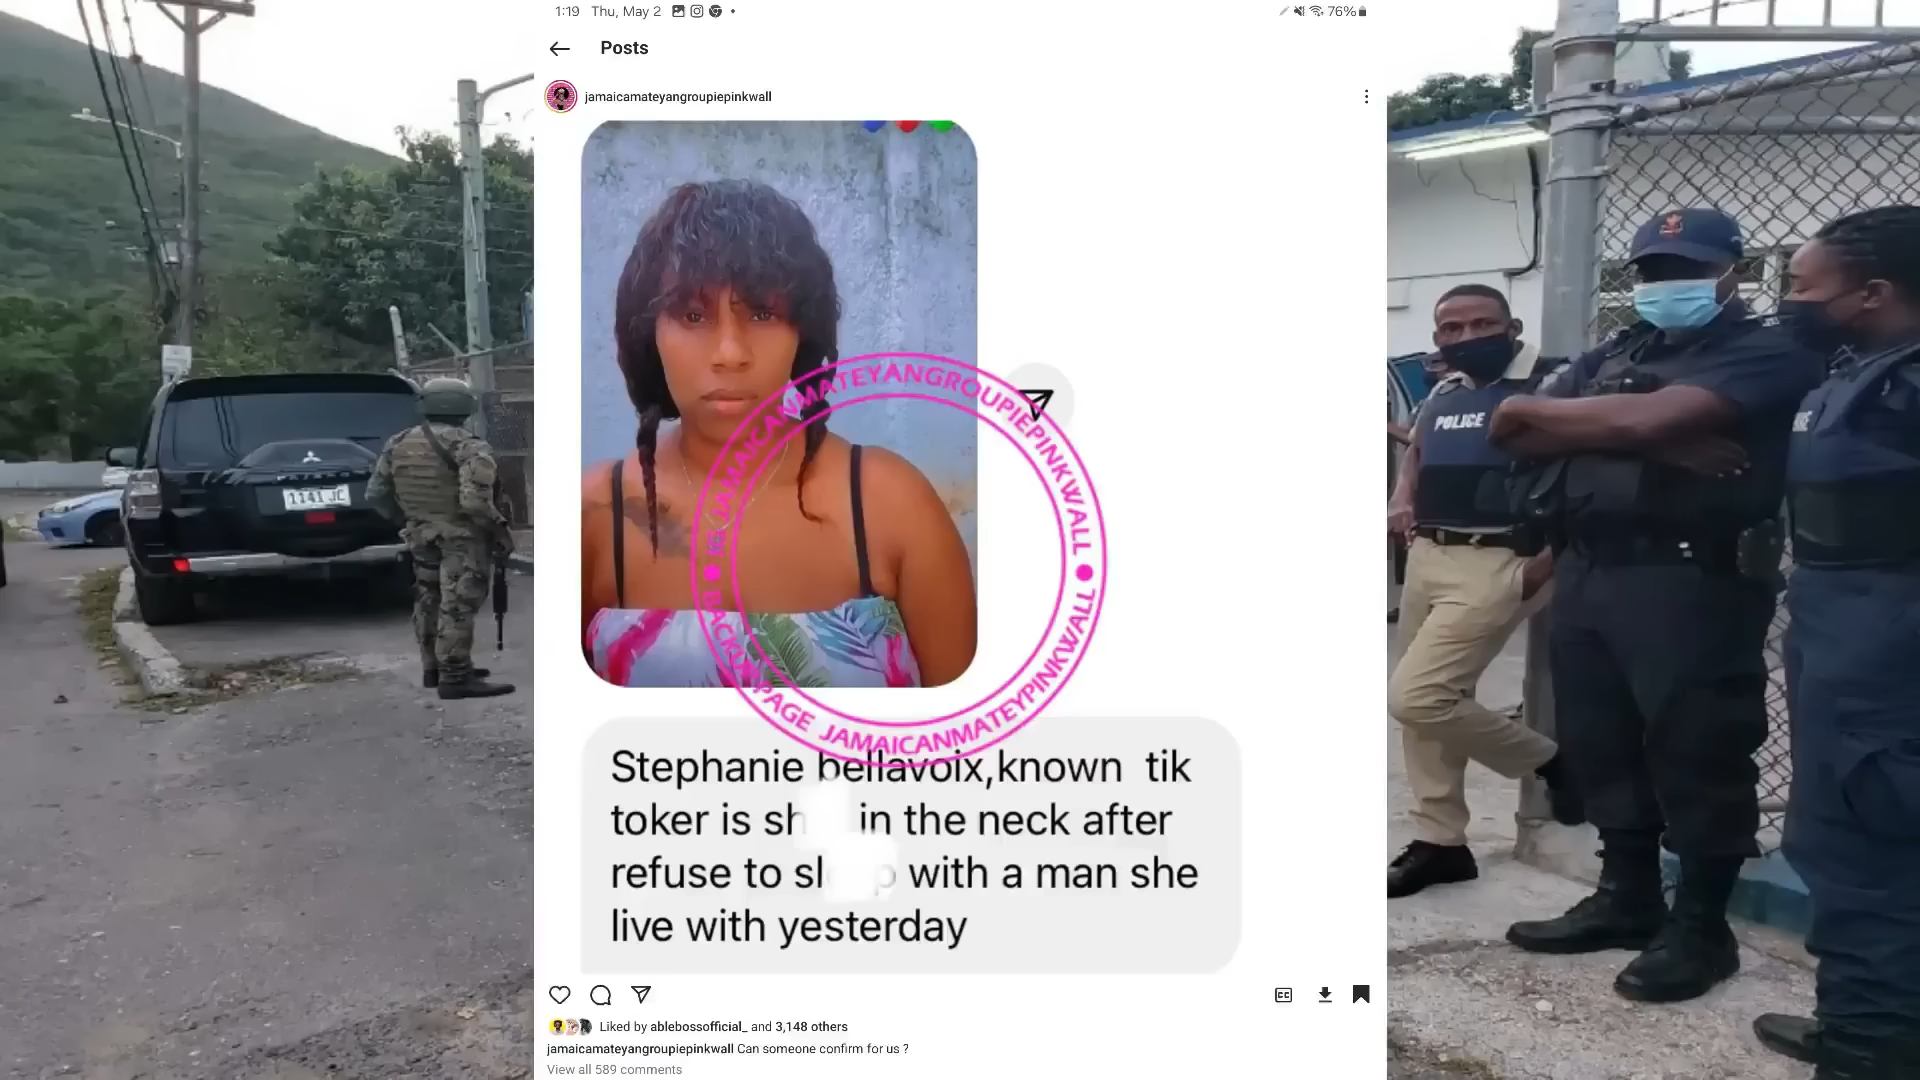 1:19 Thu, May 2
76%
Posts
jamaicamateyangroupiepinkwall
IG: JAMAICANMATEYANGROUPIEPINKWALL
BACKUP PAGE JAMAICANMATEYPINKWALL
Stephanie bellavoix,known tik
toker is sh in the neck after
refuse to sl p with a man she
live with yesterday
CC
Liked by ablebossofficial_ and 3,148 others
jamaicamateyangroupiepinkwall Can someone confirm for us ?
View all 589 comments
1141 JC
POLICE